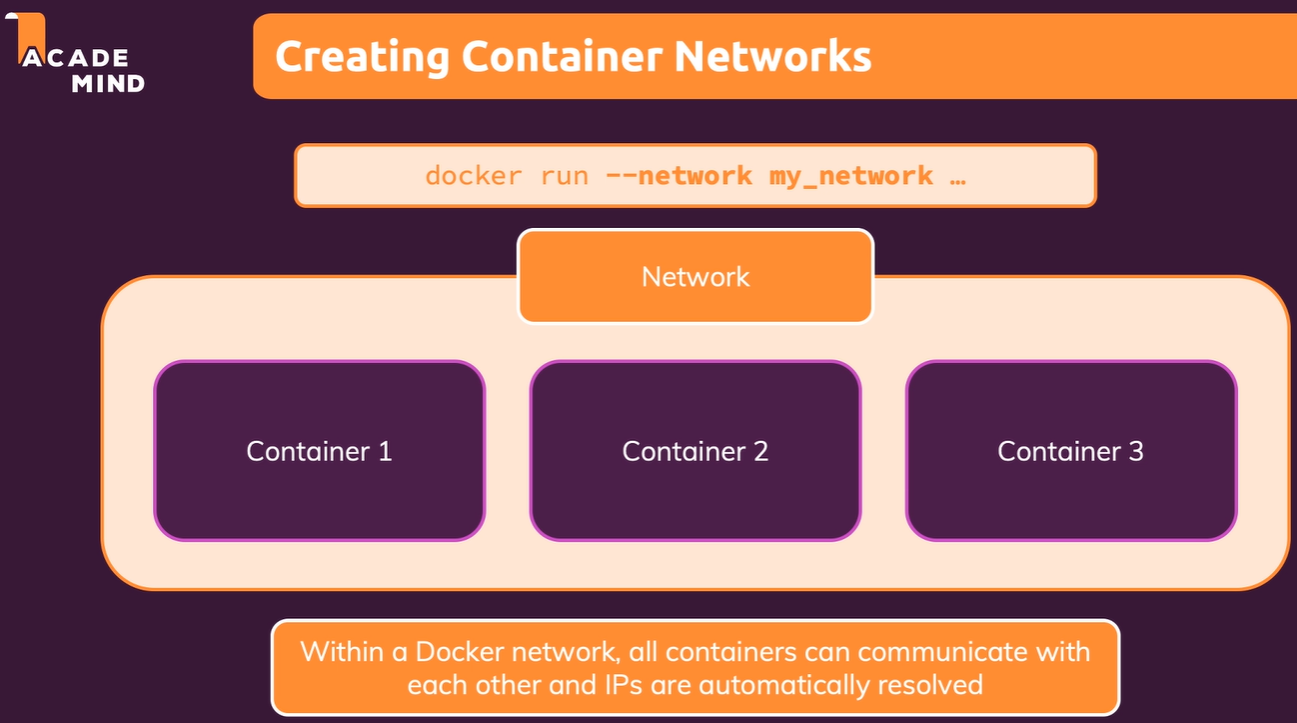 ACADE
MIND
Creating Container Networks
docker run --network my_network …
Network
Container 1
Container 2
Container 3
Within a Docker network, all containers can communicate with
each other and IPs are automatically resolved